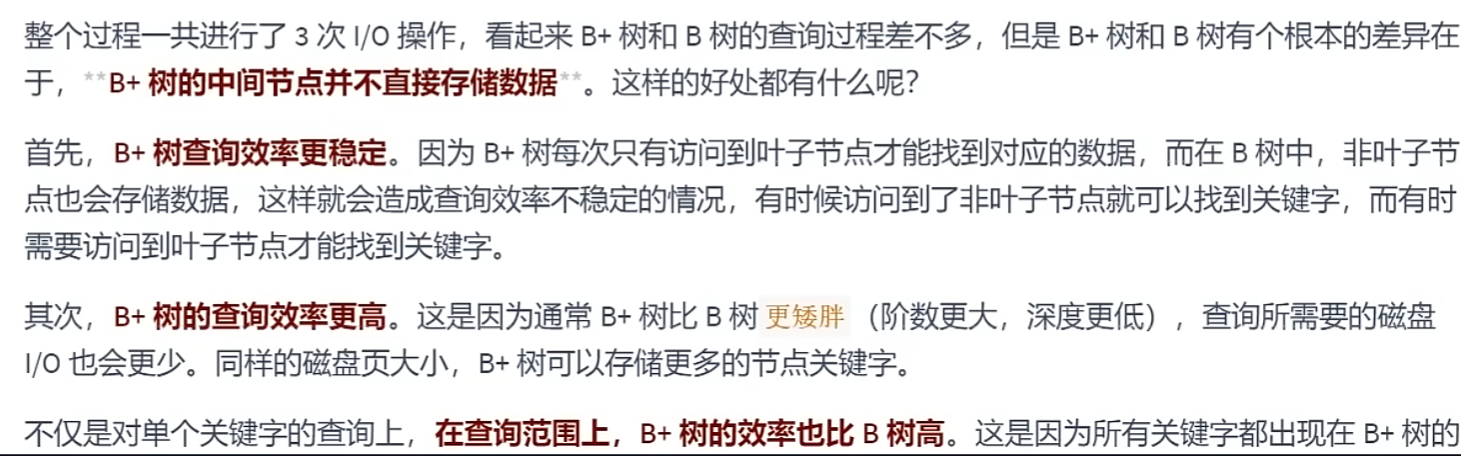 整个过程一共进行了 3 次 I/O 操作，看起来 B+ 树和 B 树的查询过程差不多，但是 B+ 树和 B 树有个根本的差异在
于，**B+ 树的中间节点并不直接存储数据**。这样的好处都有什么呢？
首先，B+ 树查询效率更稳定。因为 B+ 树每次只有访问到叶子节点才能找到对应的数据，而在 B 树中，非叶子节
点也会存储数据，这样就会造成查询效率不稳定的情况，有时候访问到了非叶子节点就可以找到关键字，而有时
需要访问到叶子节点才能找到关键字。
其次，B+ 树的查询效率更高。这是因为通常 B+ 树比 B 树 更矮胖 （阶数更大，深度更低），查询所需要的磁盘
I/O 也会更少。同样的磁盘页大小，B+ 树可以存储更多的节点关键字。
不仅是对单个关键字的查询上，在查询范围上，B+ 树的效率也比 B 树高。这是因为所有关键字都出现在 B+ 树的